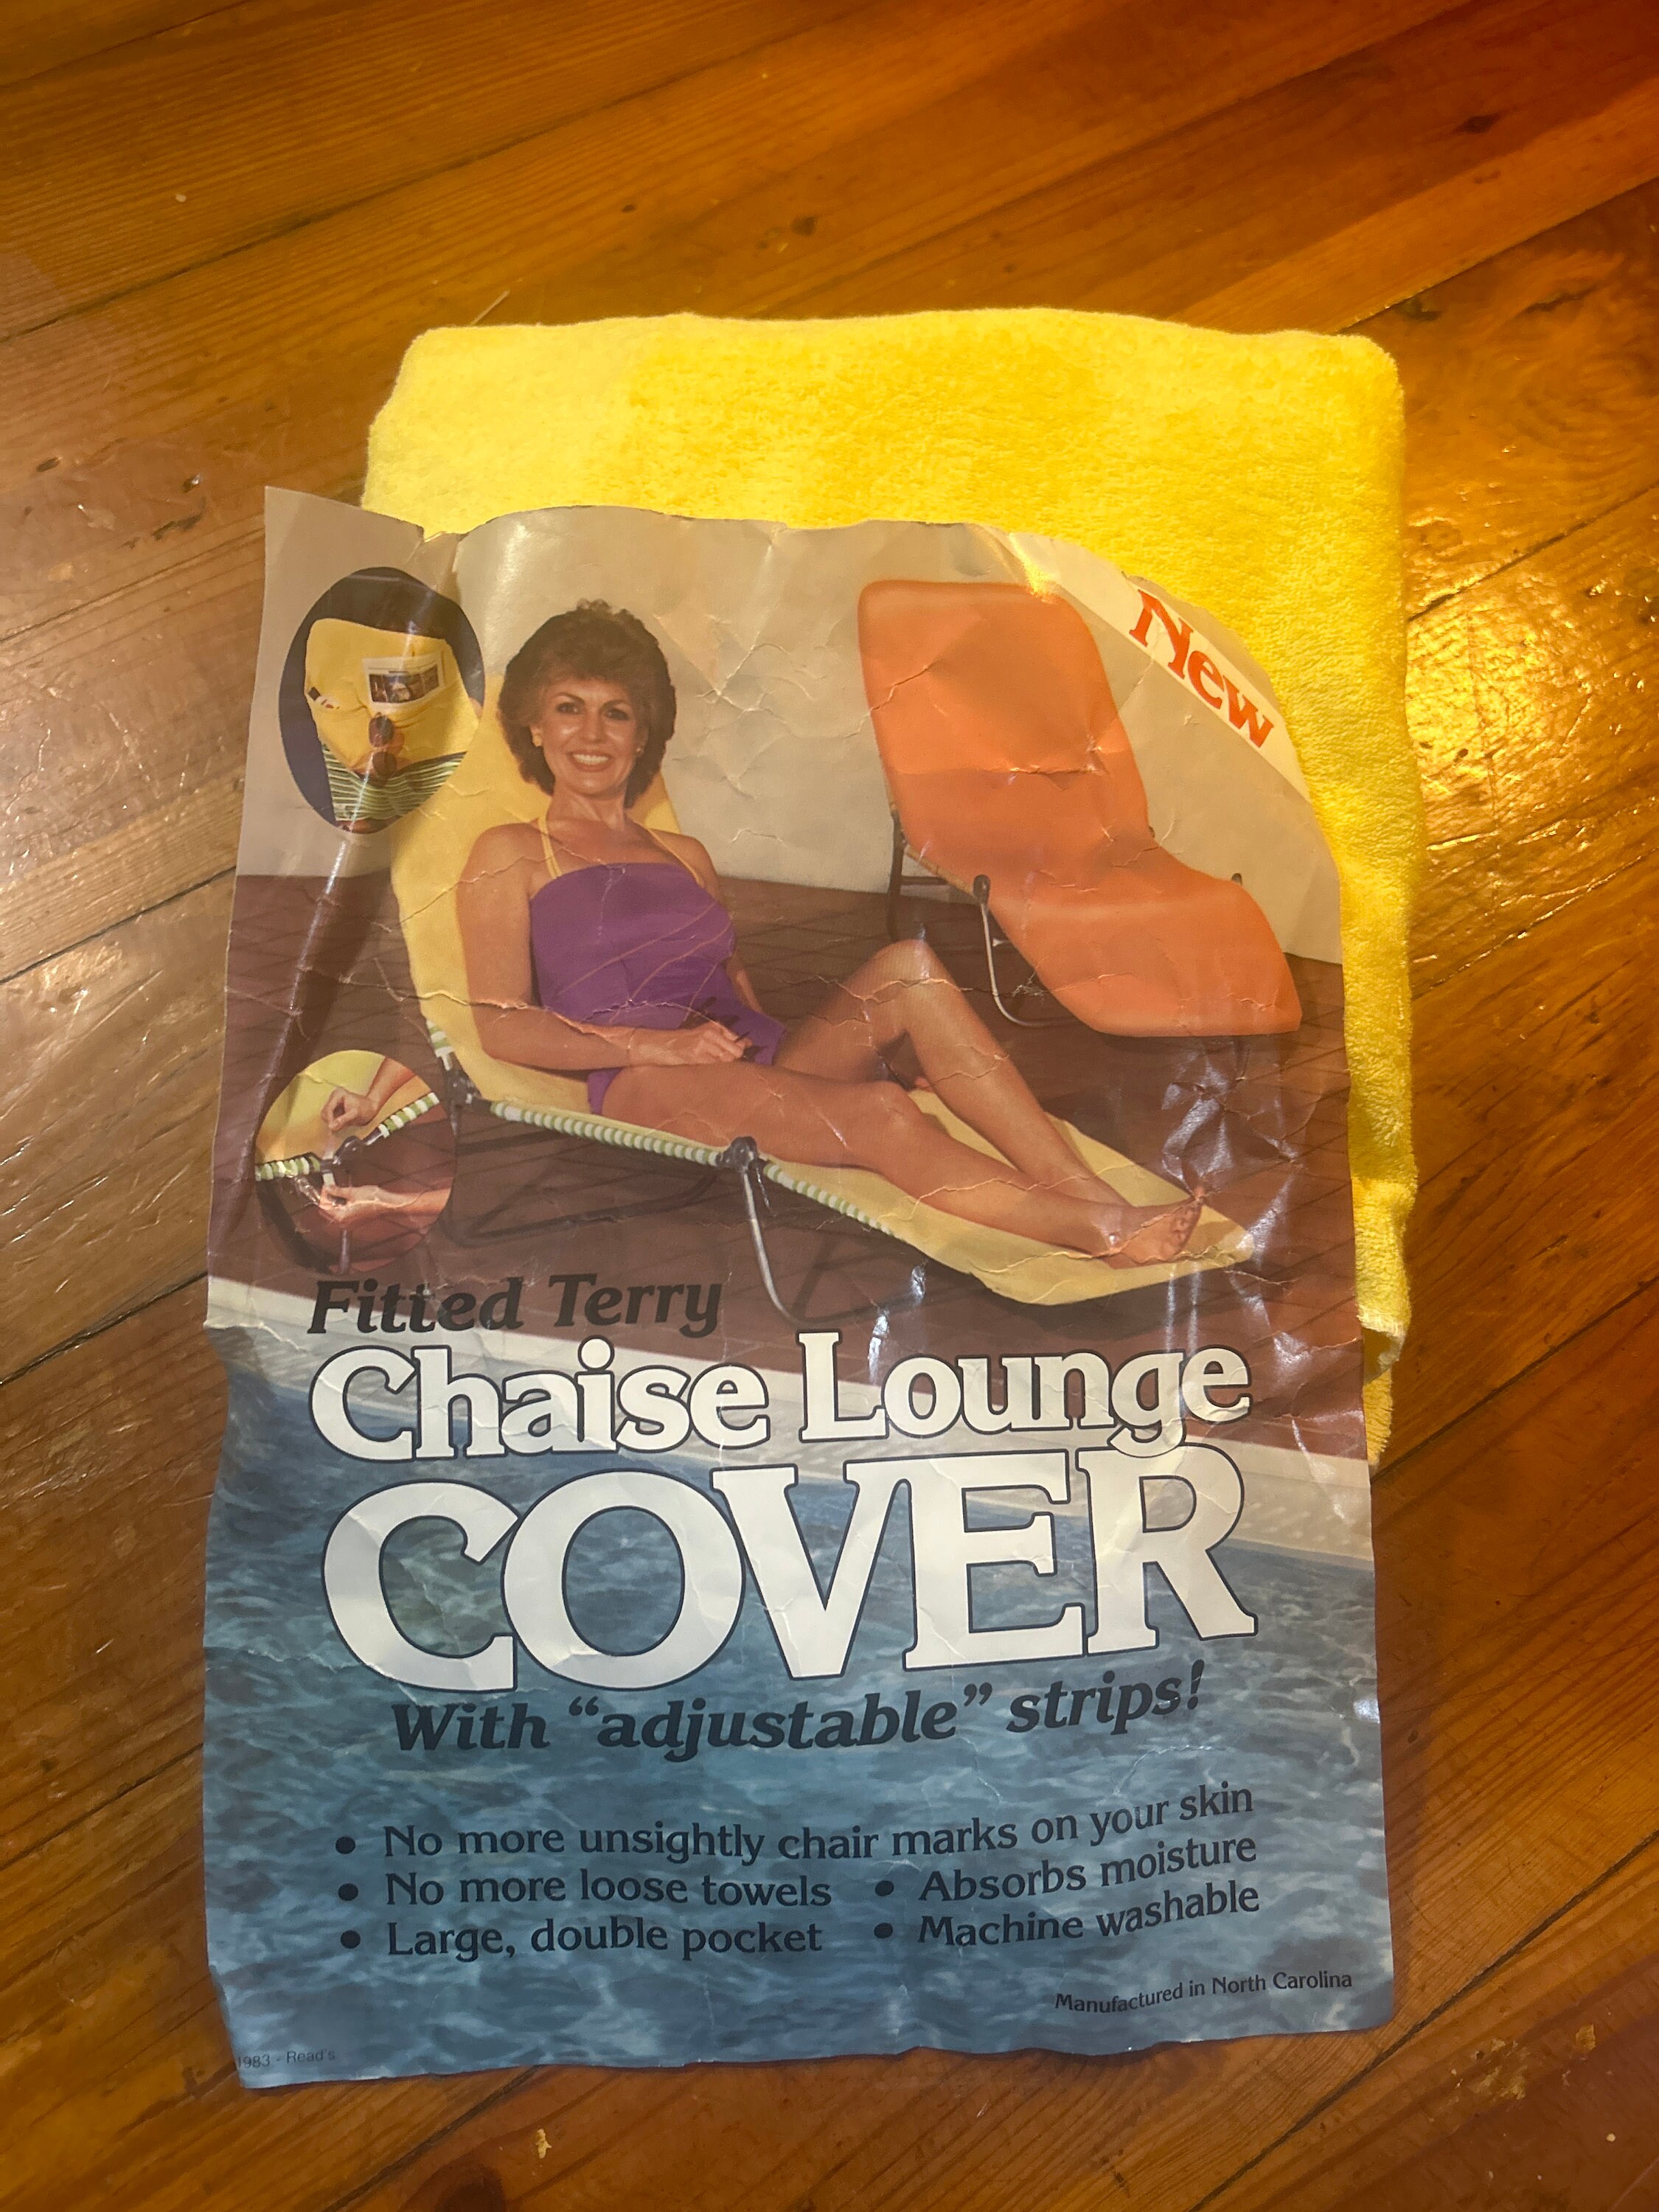 New
Fitted Terry
Chaise Lounge
COVER
With “adjustable” strips!
• No more unsightly chair marks on your skin
• No more loose towels • Absorbs moisture
• Large, double pocket • Machine washable
Manufactured in North Carolina
1983 - Read's